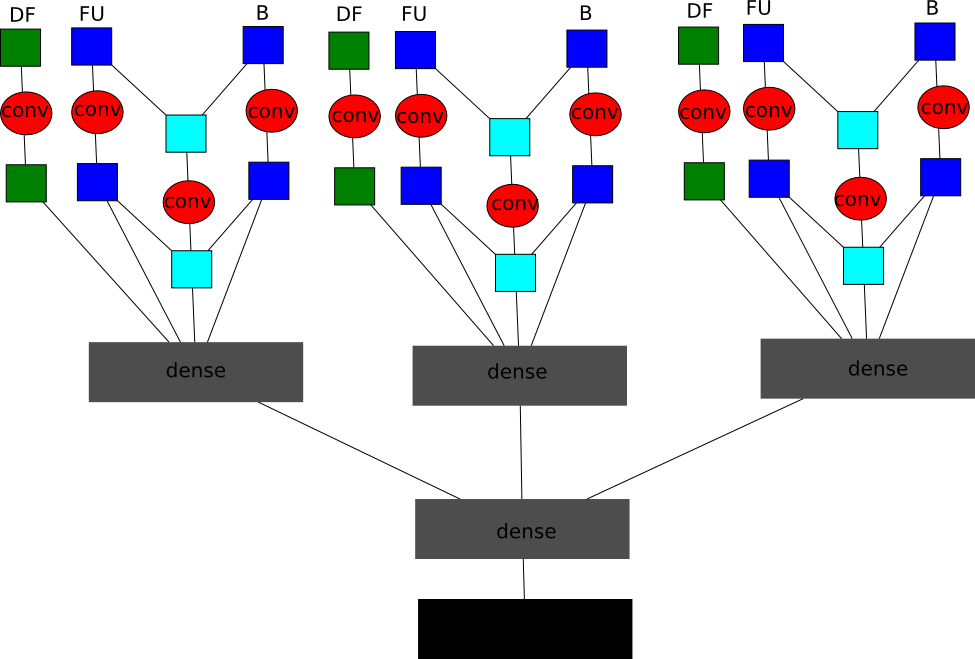 DF FU B DF FU B DF FU B
conv conv conv conv conv conv conv conv conv
conv conv conv
dense dense dense
dense